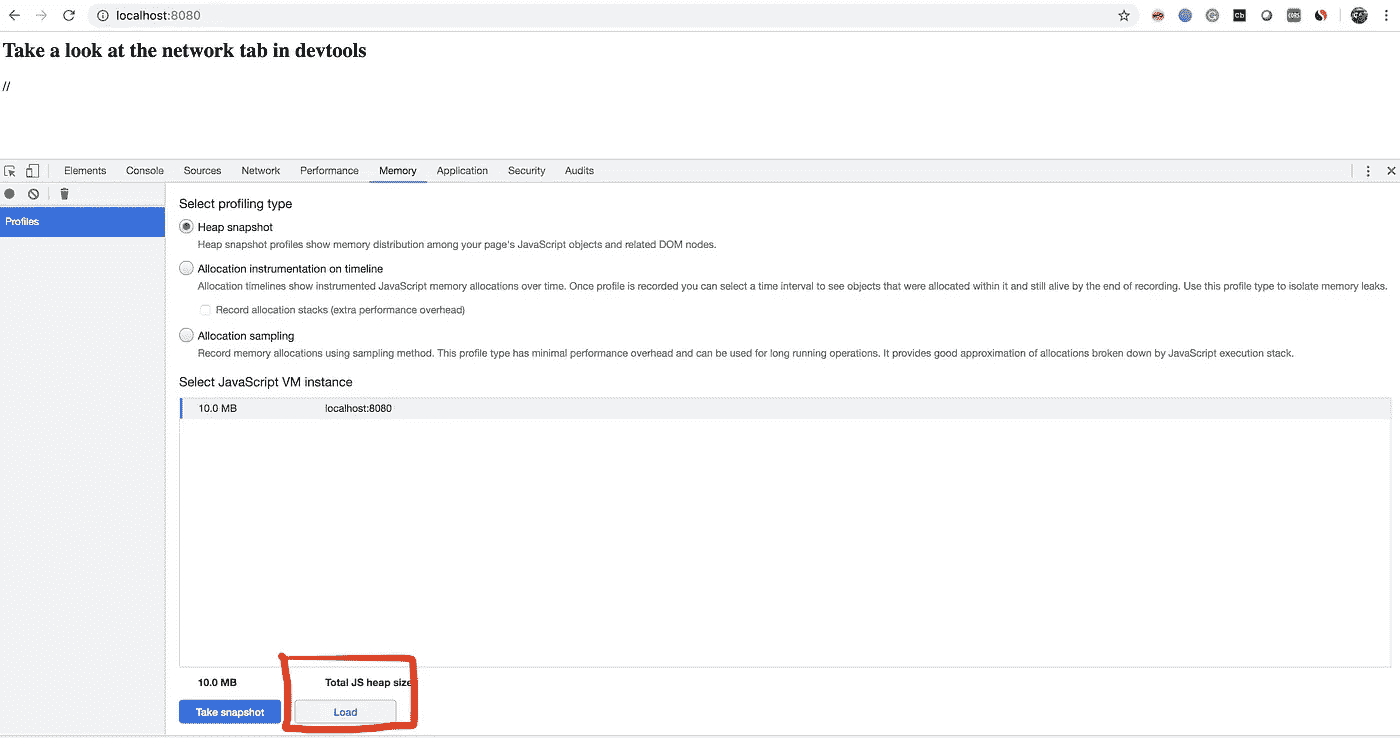 localhost:8080
Take a look at the network tab in devtools
//
Elements Console Sources Network Performance Memory Application Security Audits
Profiles
Select profiling type
Heap snapshot
Heap snapshot profiles show memory distribution among your page's JavaScript objects and related DOM nodes.
Allocation instrumentation on timeline
Allocation timelines show instrumented JavaScript memory allocations over time. Once profile is recorded you can select a time interval to see objects that were allocated within it and still alive by the end of recording. Use this profile type to isolate memory leaks.
Record allocation stacks (extra performance overhead)
Allocation sampling
Record memory allocations using sampling method. This profile type has minimal performance overhead and can be used for long running operations. It provides good approximation of allocations broken down by JavaScript execution stack.
Select JavaScript VM instance
10.0 MB localhost:8080
10.0 MB Total JS heap size
Take snapshot Load